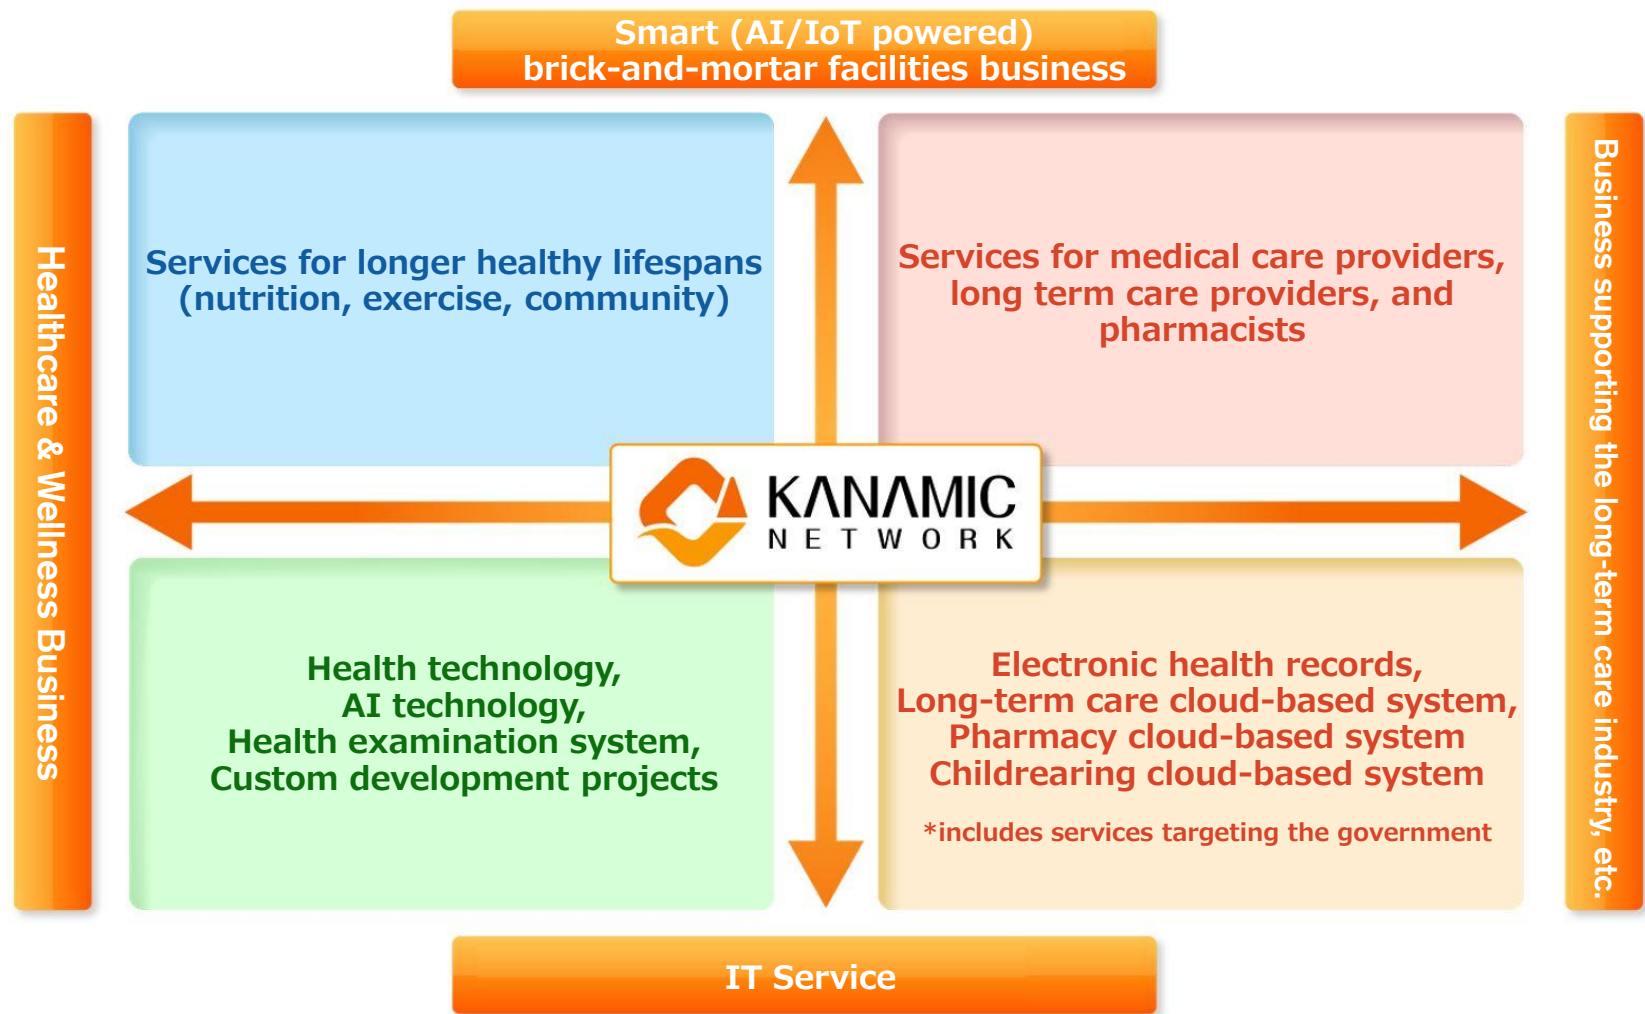 Smart (AI/IoT powered)
brick-and-mortar facilities business
Healthcare & Wellness Business
Services for longer healthy lifespans
(nutrition, exercise, community)
Services for medical care providers,
long term care providers, and
pharmacists
Business supporting the long-term care industry, etc.
KANAMIC
NETWORK
Health technology,
AI technology,
Health examination system,
Custom development projects
Electronic health records,
Long-term care cloud-based system,
Pharmacy cloud-based system
Childrearing cloud-based system
*includes services targeting the government
IT Service